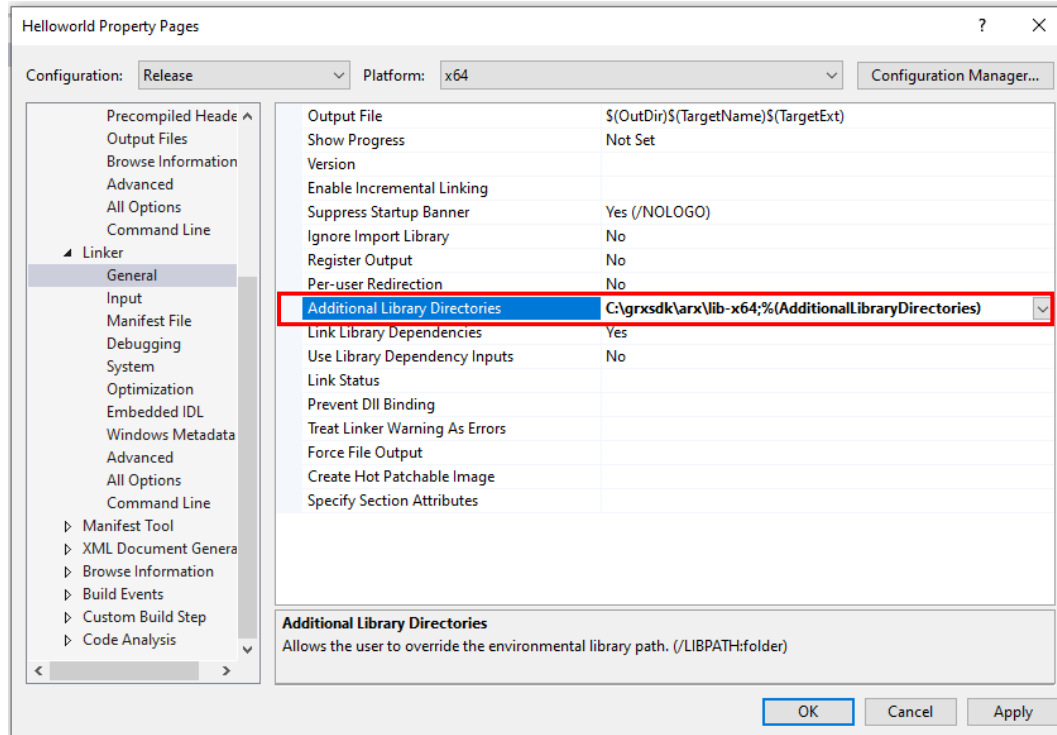 Helloworld Property Pages
? ×
Configuration: Release Platform: x64 Configuration Manager...
Precompiled Heade
Output Files
Browse Information
Advanced
All Options
Command Line
Linker
General
Input
Manifest File
Debugging
System
Optimization
Embedded IDL
Windows Metadata
Advanced
All Options
Command Line
Manifest Tool
XML Document Genera
Browse Information
Build Events
Custom Build Step
Code Analysis
Output File $(OutDir)$(TargetName)$(TargetExt)
Show Progress Not Set
Version
Enable Incremental Linking
Suppress Startup Banner Yes (/NOLOGO)
Ignore Import Library No
Register Output No
Per-user Redirection No
Additional Library Directories C:\grxsdk\arx\lib-x64;%(AdditionalLibraryDirectories)
Link Library Dependencies Yes
Use Library Dependency Inputs No
Link Status
Prevent Dll Binding
Treat Linker Warning As Errors
Force File Output
Create Hot Patchable Image
Specify Section Attributes
Additional Library Directories
Allows the user to override the environmental library path. (/LIBPATH:folder)
OK Cancel Apply